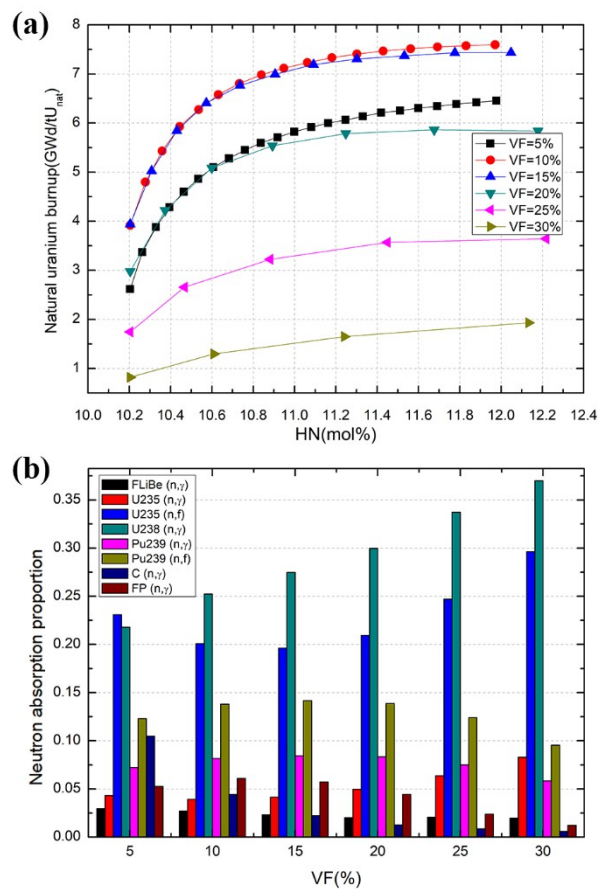 (a)
8
7
6
5
4
3
2
1
Natural uranium burnup(GWd/tU_nat)
VF=5%
VF=10%
VF=15%
VF=20%
VF=25%
VF=30%
10.0 10.2 10.4 10.6 10.8 11.0 11.2 11.4 11.6 11.8 12.0 12.2 12.4
HN(mol%)
(b)
FLiBe (n,γ)
U235 (n,γ)
U235 (n,f)
U238 (n,γ)
Pu239 (n,γ)
Pu239 (n,f)
C (n,γ)
FP (n,γ)
0.35
0.30
0.25
0.20
0.15
0.10
0.05
0.00
Neutron absorption proportion
5 10 15 20 25 30
VF(%)